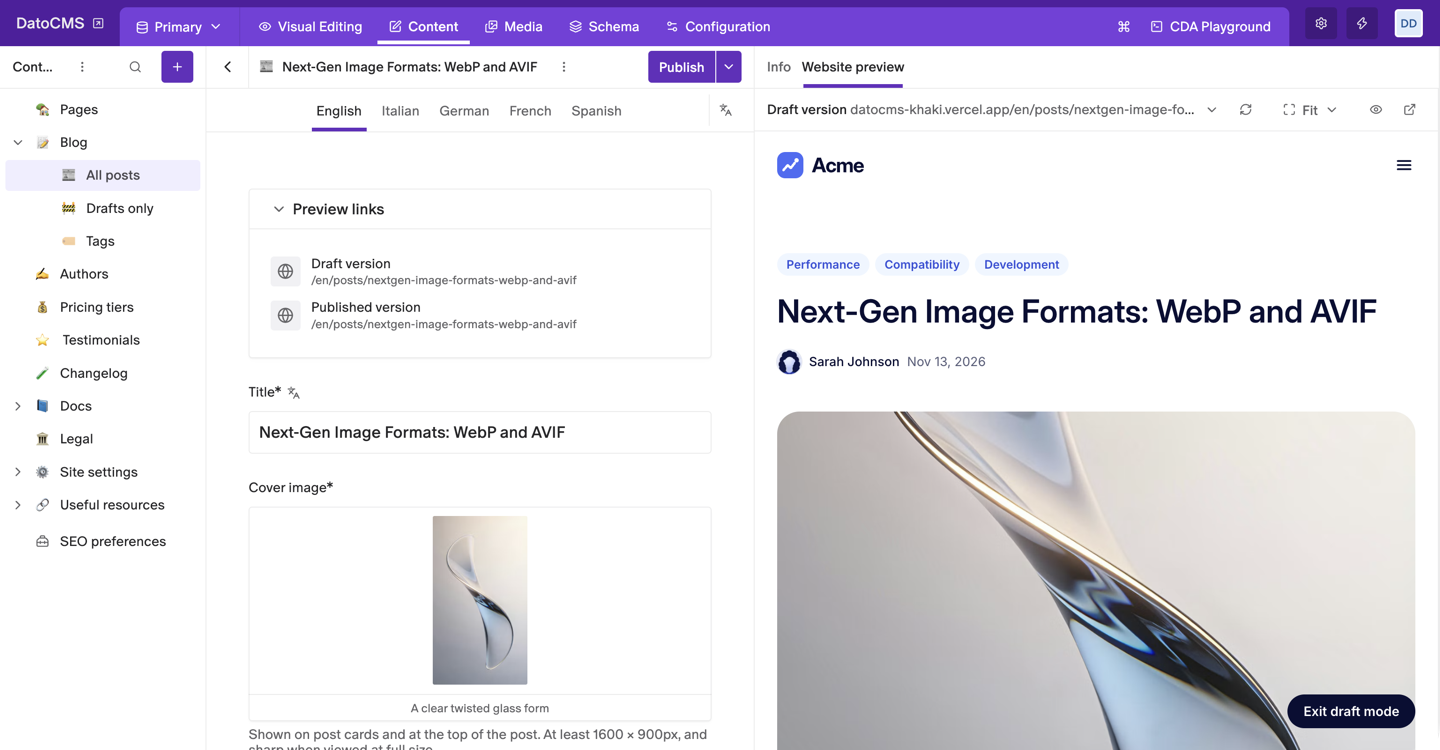 DatoCMS
Primary
Visual Editing
Content
Media
Schema
Configuration
CDA Playground
DD
Cont...
Pages
Blog
All posts
Drafts only
Tags
Authors
Pricing tiers
Testimonials
Changelog
Docs
Legal
Site settings
Useful resources
SEO preferences
Next-Gen Image Formats: WebP and AVIF
Publish
English
Italian
German
French
Spanish
Preview links
Draft version
/en/posts/nextgen-image-formats-webp-and-avif
Published version
/en/posts/nextgen-image-formats-webp-and-avif
Title*
Next-Gen Image Formats: WebP and AVIF
Cover image*
A clear twisted glass form
Shown on post cards and at the top of the post. At least 1600 × 900px, and
sharp when viewed at full size.
Info
Website preview
Draft version datocms-khaki.vercel.app/en/posts/nextgen-image-fo...
Fit
Acme
Performance
Compatibility
Development
Next-Gen Image Formats: WebP and AVIF
Sarah Johnson Nov 13, 2026
Exit draft mode